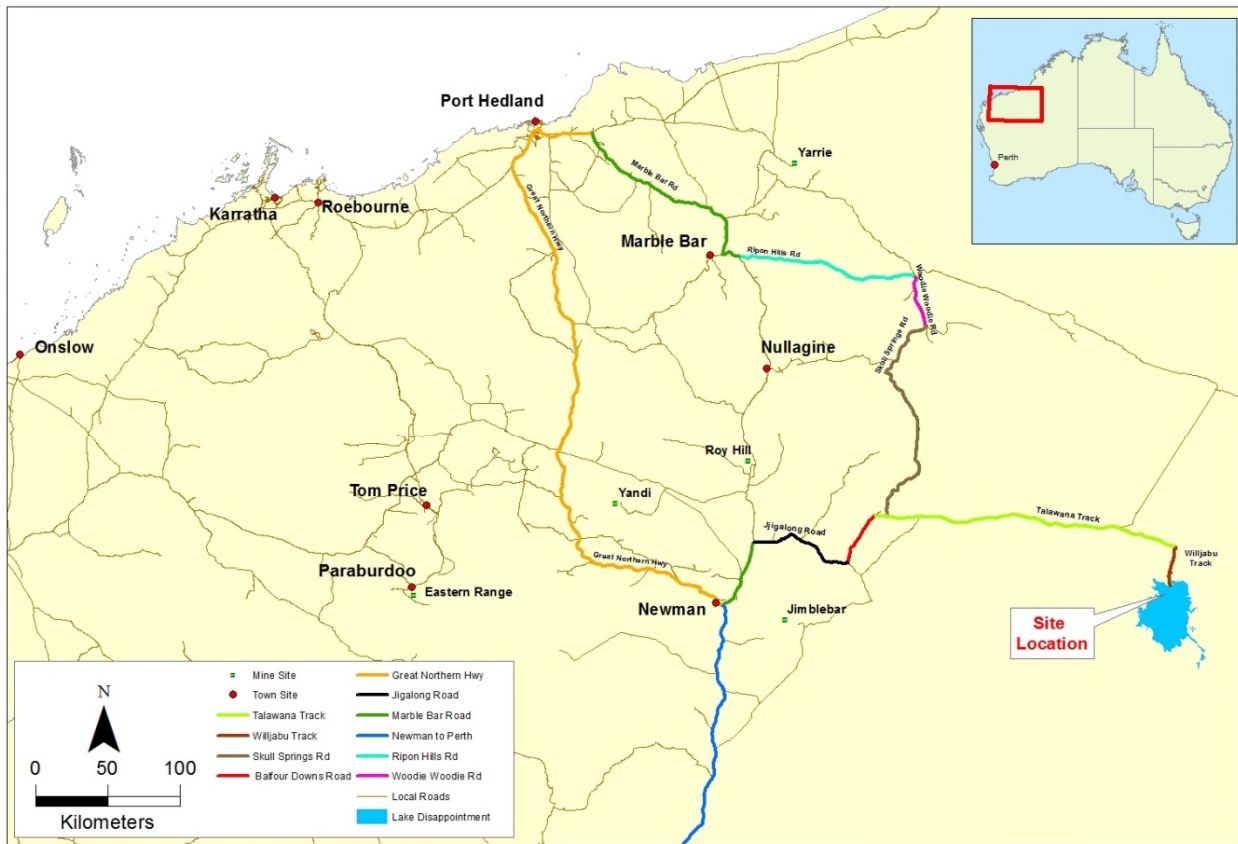 Port Hedland
Perth
Yarrie
Marble Bar Rd
Karratha
Roebourne
Great Northern Hwy
Marble Bar
Ripon Hills Rd
Woodie Woodie Rd
Skull Springs Rd
Onslow
Nullagine
Roy Hill
Tom Price
Yandi
Talawana Track
Jjigalong Road
Great Northern Hwy
Willjabu
Track
Paraburdoo
Eastern Range
Newman
Jimblebar
Site
Location
Mine Site
Town Site
Talawana Track
Willjabu Track
Skull Springs Rd
Balfour Downs Road
Great Northern Hwy
Jigalong Road
Marble Bar Road
Newman to Perth
Ripon Hills Rd
Woodie Woodie Rd
Local Roads
Lake Disappointment
N
0 50 100
Kilometers